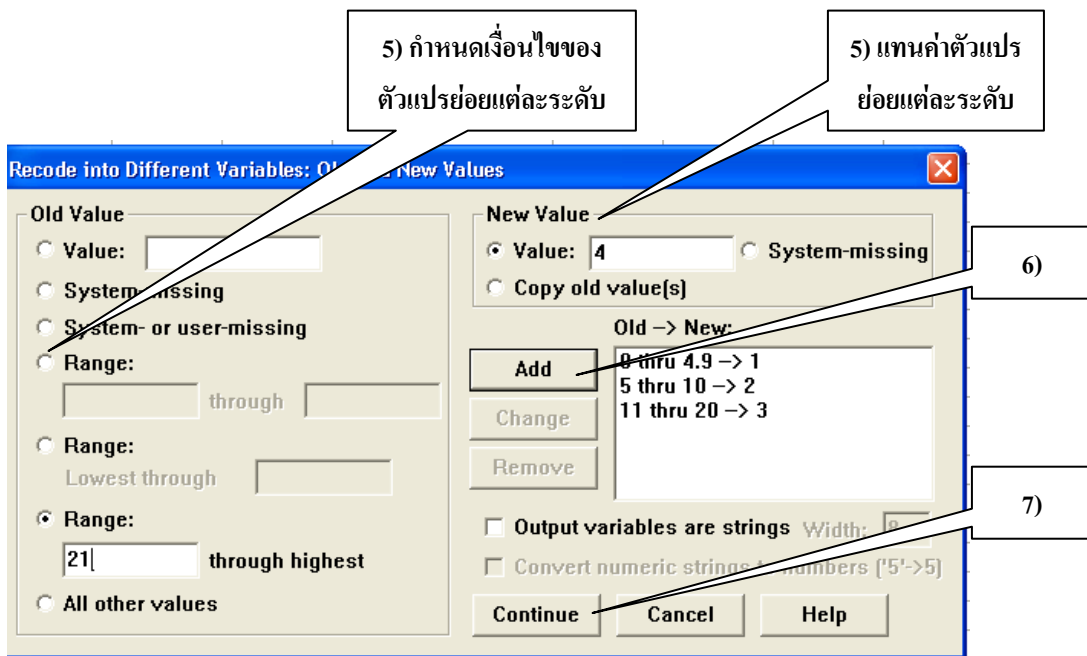 5) กำหนดเงื่อนไขของ
ตัวแปรย่อยแต่ละระดับ
5) แทนค่าตัวแปร
ย่อยแต่ละระดับ
Recode into Different Variables: New Values
Old Value
Value:
System-missing
System- or user-missing
Range:
through
Range:
Lowest through
Range:
21
through highest
All other values
New Value
Value: 4
System-missing
Copy old value(s)
6)
Old -> New:
Add
Change
Remove
thru 4.9 -> 1
5 thru 10 -> 2
11 thru 20 -> 3
7)
Output variables are strings Width:
Convert numeric strings to numbers ('5'->5)
Continue
Cancel
Help